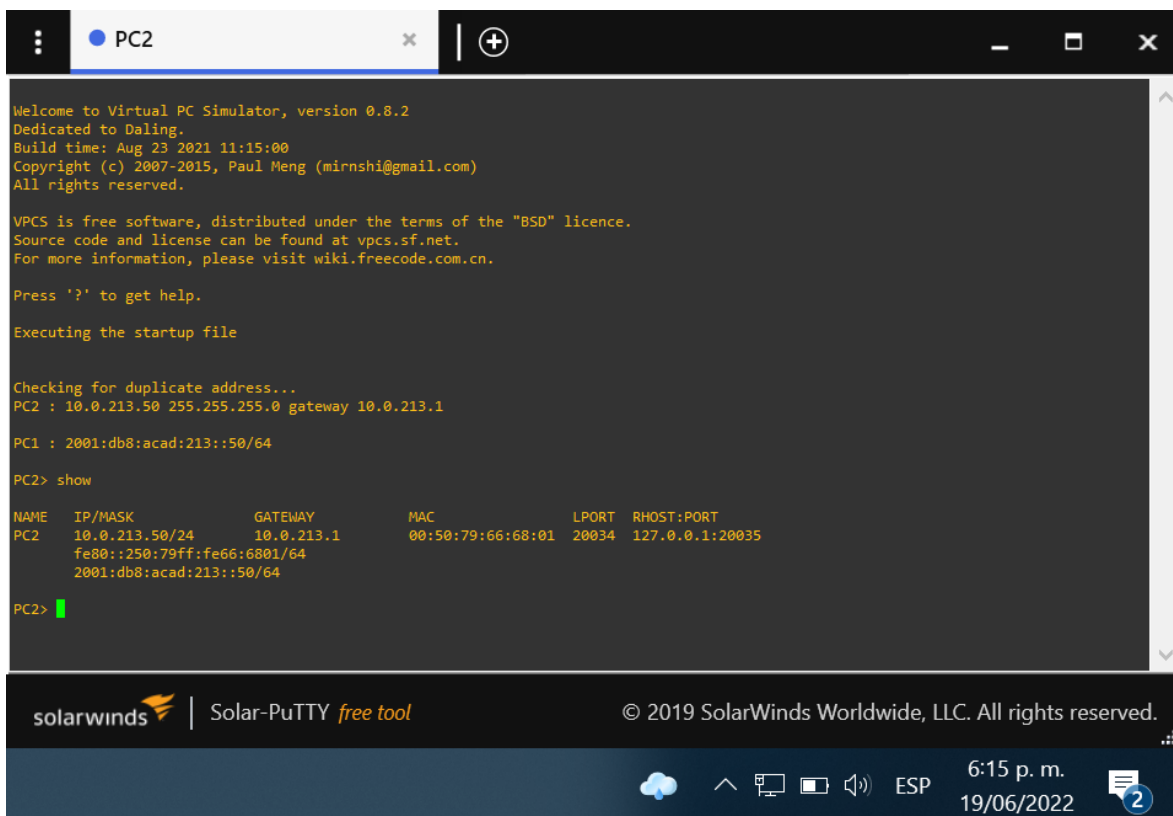 PC2
Welcome to Virtual PC Simulator, version 0.8.2
Dedicated to Daling.
Build time: Aug 23 2021 11:15:00
Copyright (c) 2007-2015, Paul Meng (mirnshi@gmail.com)
All rights reserved.
VPCS is free software, distributed under the terms of the "BSD" licence.
Source code and license can be found at vpcs.sf.net.
For more information, please visit wiki.freecode.com.cn.
Press '?' to get help.
Executing the startup file
Checking for duplicate address...
PC2 : 10.0.213.50 255.255.255.0 gateway 10.0.213.1
PC1 : 2001:db8:acad:213::50/64
PC2> show
NAME IP/MASK GATEWAY MAC LPORT RHOST:PORT
PC2 10.0.213.50/24 10.0.213.1 00:50:79:66:68:01 20034 127.0.0.1:20035
fe80::250:79ff:fe66:6801/64
2001:db8:acad:213::50/64
PC2>
solarwinds | Solar-PuTTY free tool © 2019 SolarWinds Worldwide, LLC. All rights reserved.
ESP 6:15 p. m.
19/06/2022 2